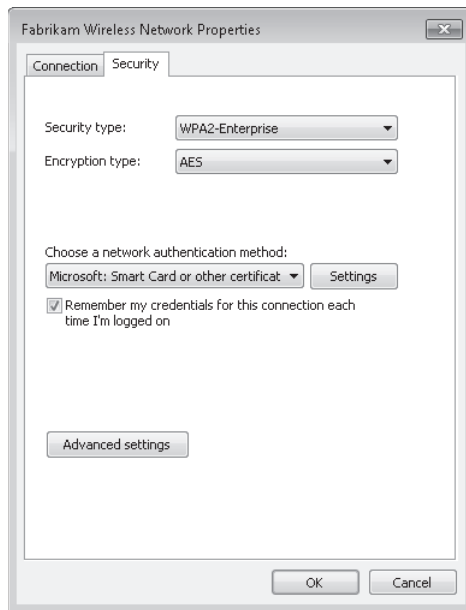 Fabrikam Wireless Network Properties
Connection
Security
Security type:
WPA2-Enterprise
Encryption type:
AES
Choose a network authentication method:
Microsoft: Smart Card or other certificat
Settings
Remember my credentials for this connection each
time I'm logged on
Advanced settings
OK
Cancel